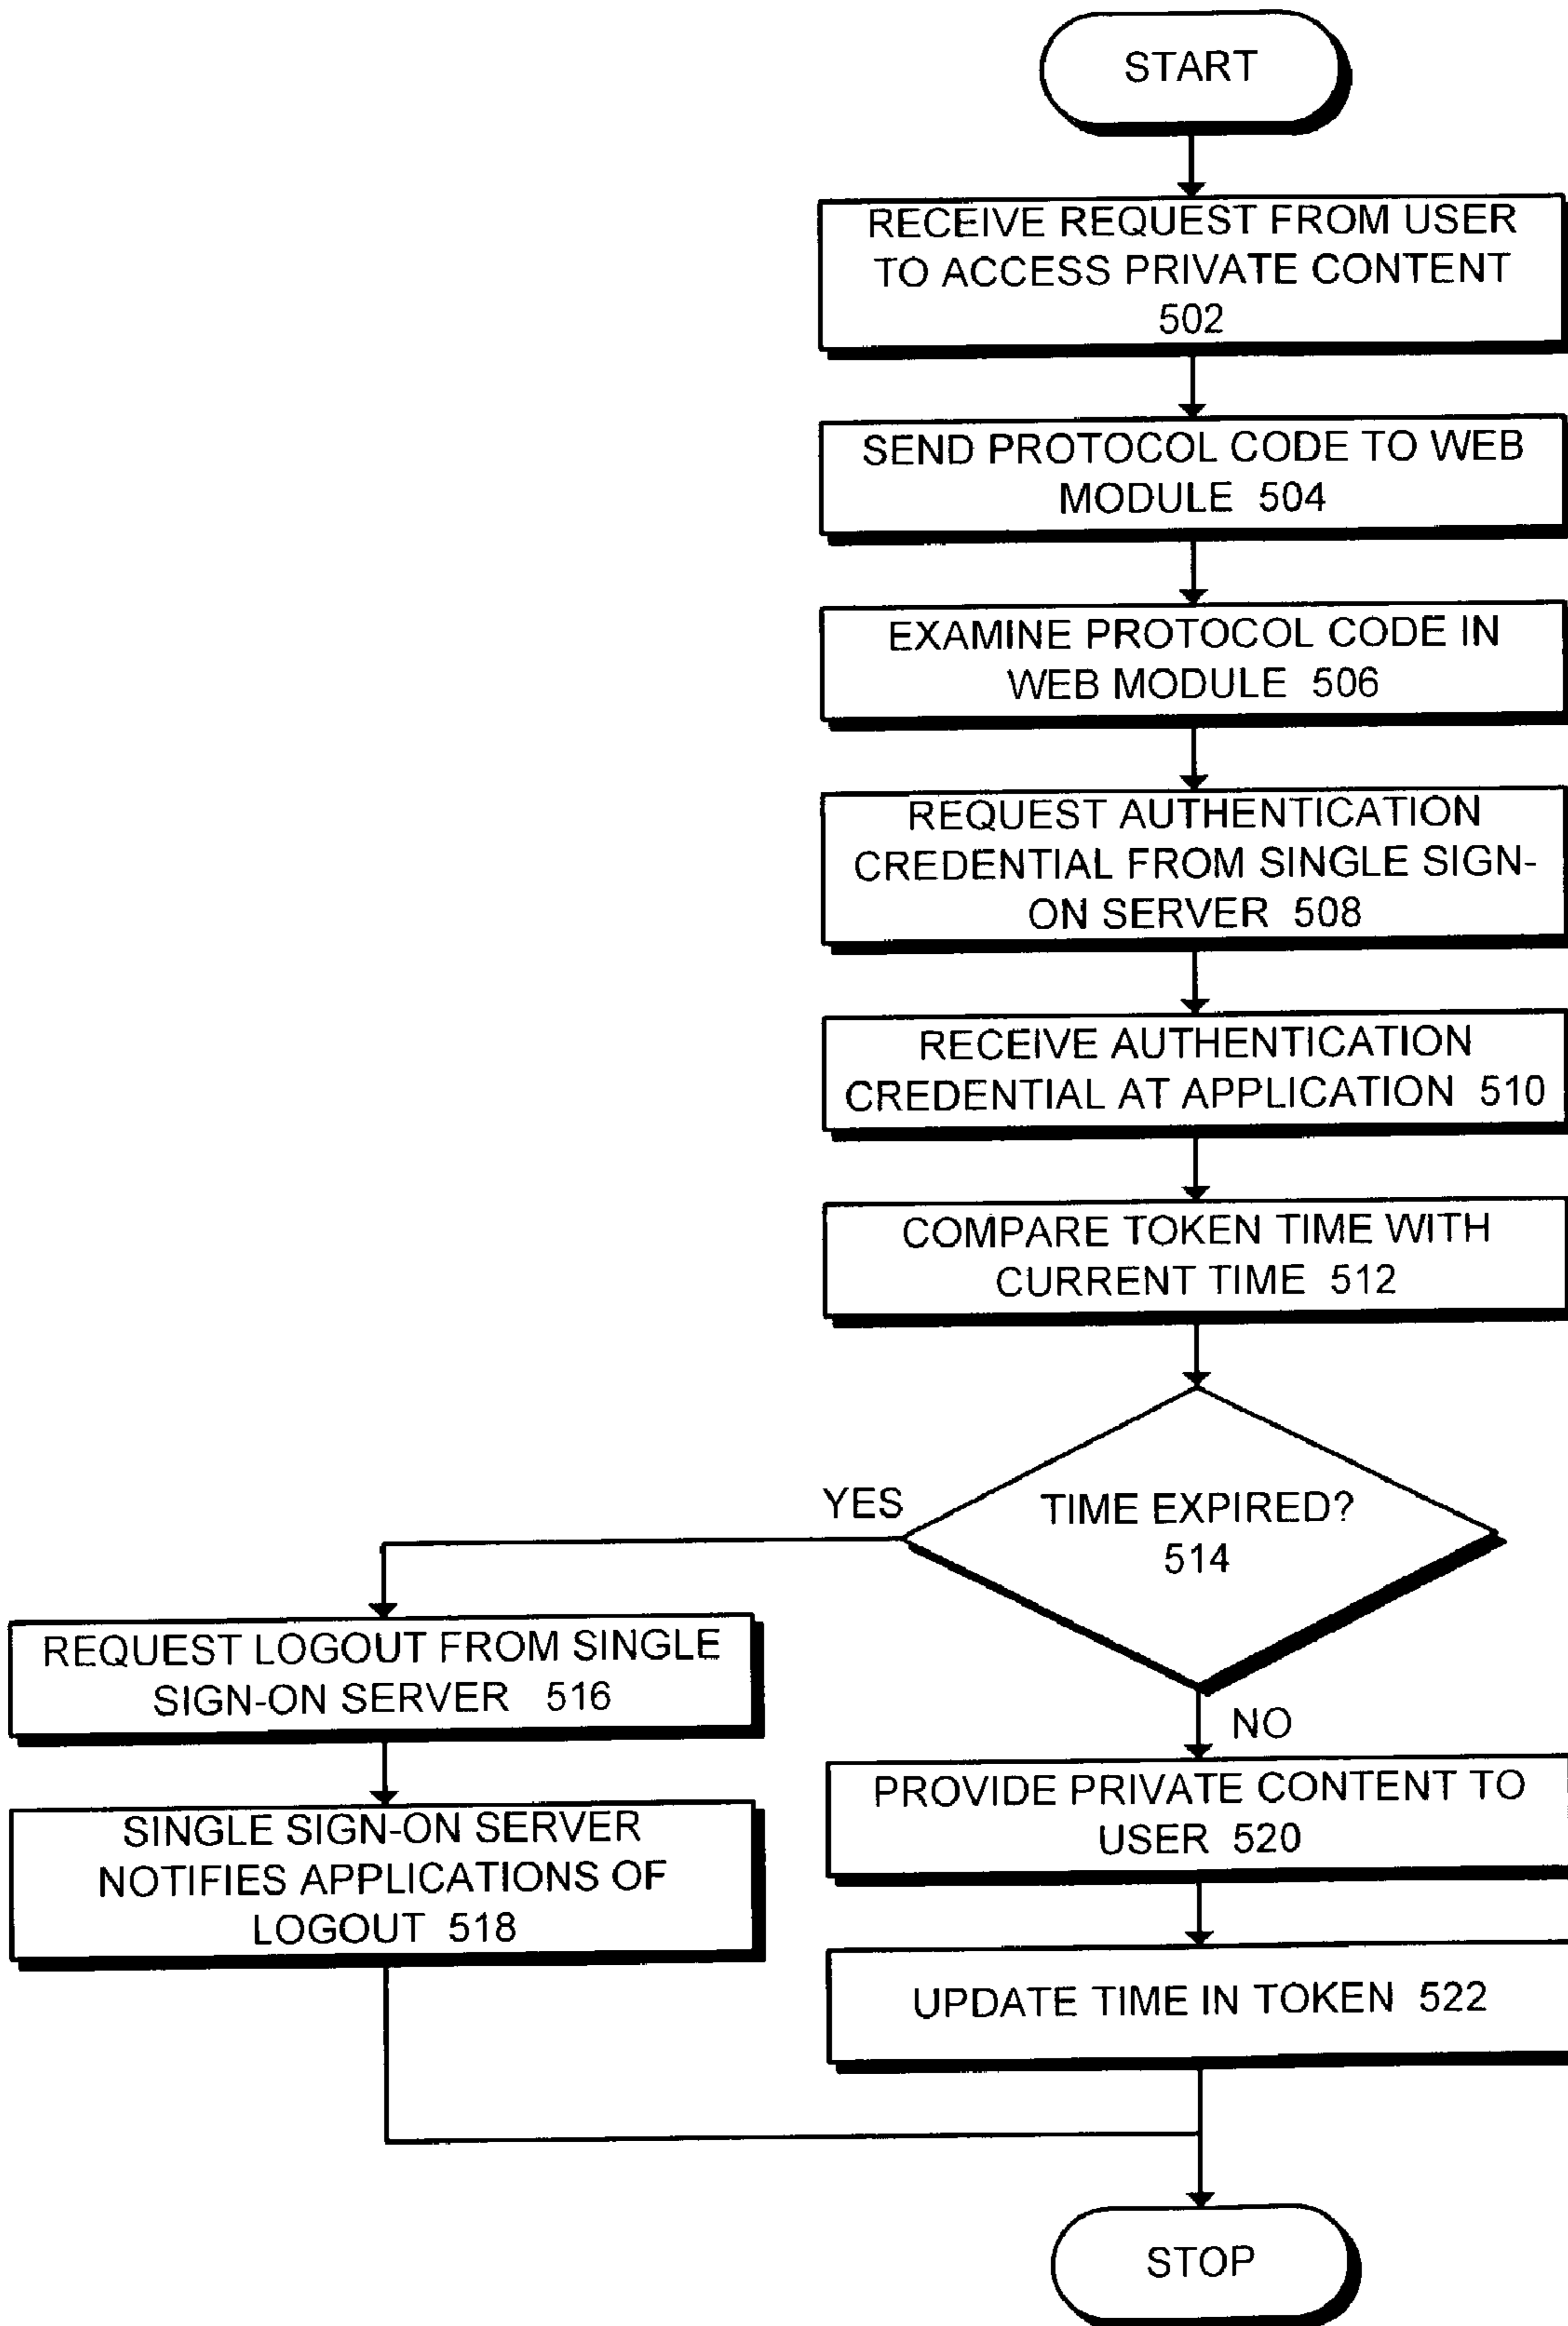 START
RECEIVE REQUEST FROM USER
TO ACCESS PRIVATE CONTENT
502
SEND PROTOCOL CODE TO WEB
MODULE 504
EXAMINE PROTOCOL CODE IN
WEB MODULE 506
REQUEST AUTHENTICATION
CREDENTIAL FROM SINGLE SIGN-
ON SERVER 508
RECEIVE AUTHENTICATION
CREDENTIAL AT APPLICATION 510
COMPARE TOKEN TIME WITH
CURRENT TIME 512
TIME EXPIRED?
514
YES
REQUEST LOGOUT FROM SINGLE
SIGN-ON SERVER 516
SINGLE SIGN-ON SERVER
NOTIFIES APPLICATIONS OF
LOGOUT 518
NO
PROVIDE PRIVATE CONTENT TO
USER 520
UPDATE TIME IN TOKEN 522
STOP